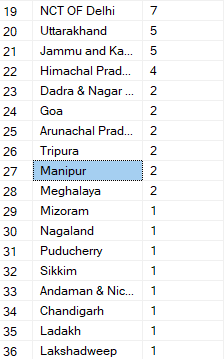 19 NCT OF Delhi 7
20 Uttarakhand 5
21 Jammu and Ka... 5
22 Himachal Prad... 4
23 Dadra & Nagar ... 2
24 Goa 2
25 Arunachal Prad... 2
26 Tripura 2
27 Manipur 2
28 Meghalaya 2
29 Mizoram 1
30 Nagaland 1
31 Puducherry 1
32 Sikkim 1
33 Andaman & Nic... 1
34 Chandigarh 1
35 Ladakh 1
36 Lakshadweep 1